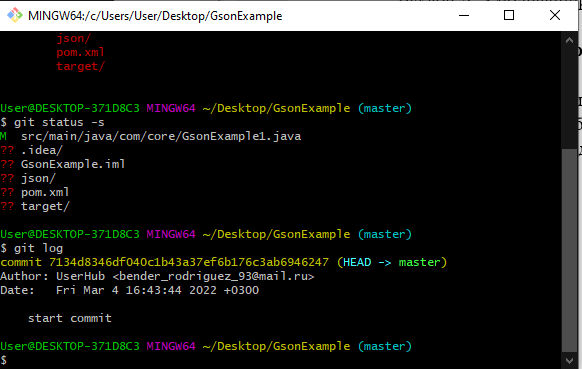 MINGW64:/c/Users/User/Desktop/GsonExample
json/
pom.xml
target/
User@DESKTOP-371D8C3 MINGW64 ~/Desktop/GsonExample (master)
$ git status -s
M  src/main/java/com/core/GsonExample1.java
?? .idea/
?? GsonExample.iml
?? json/
?? pom.xml
?? target/
User@DESKTOP-371D8C3 MINGW64 ~/Desktop/GsonExample (master)
$ git log
commit 7134d8346df040c1b43a37ef6b176c3ab6946247 (HEAD -> master)
Author: UserHub <bender_rodriguez_93@mail.ru>
Date:   Fri Mar 4 16:43:44 2022 +0300
start commit
User@DESKTOP-371D8C3 MINGW64 ~/Desktop/GsonExample (master)
$